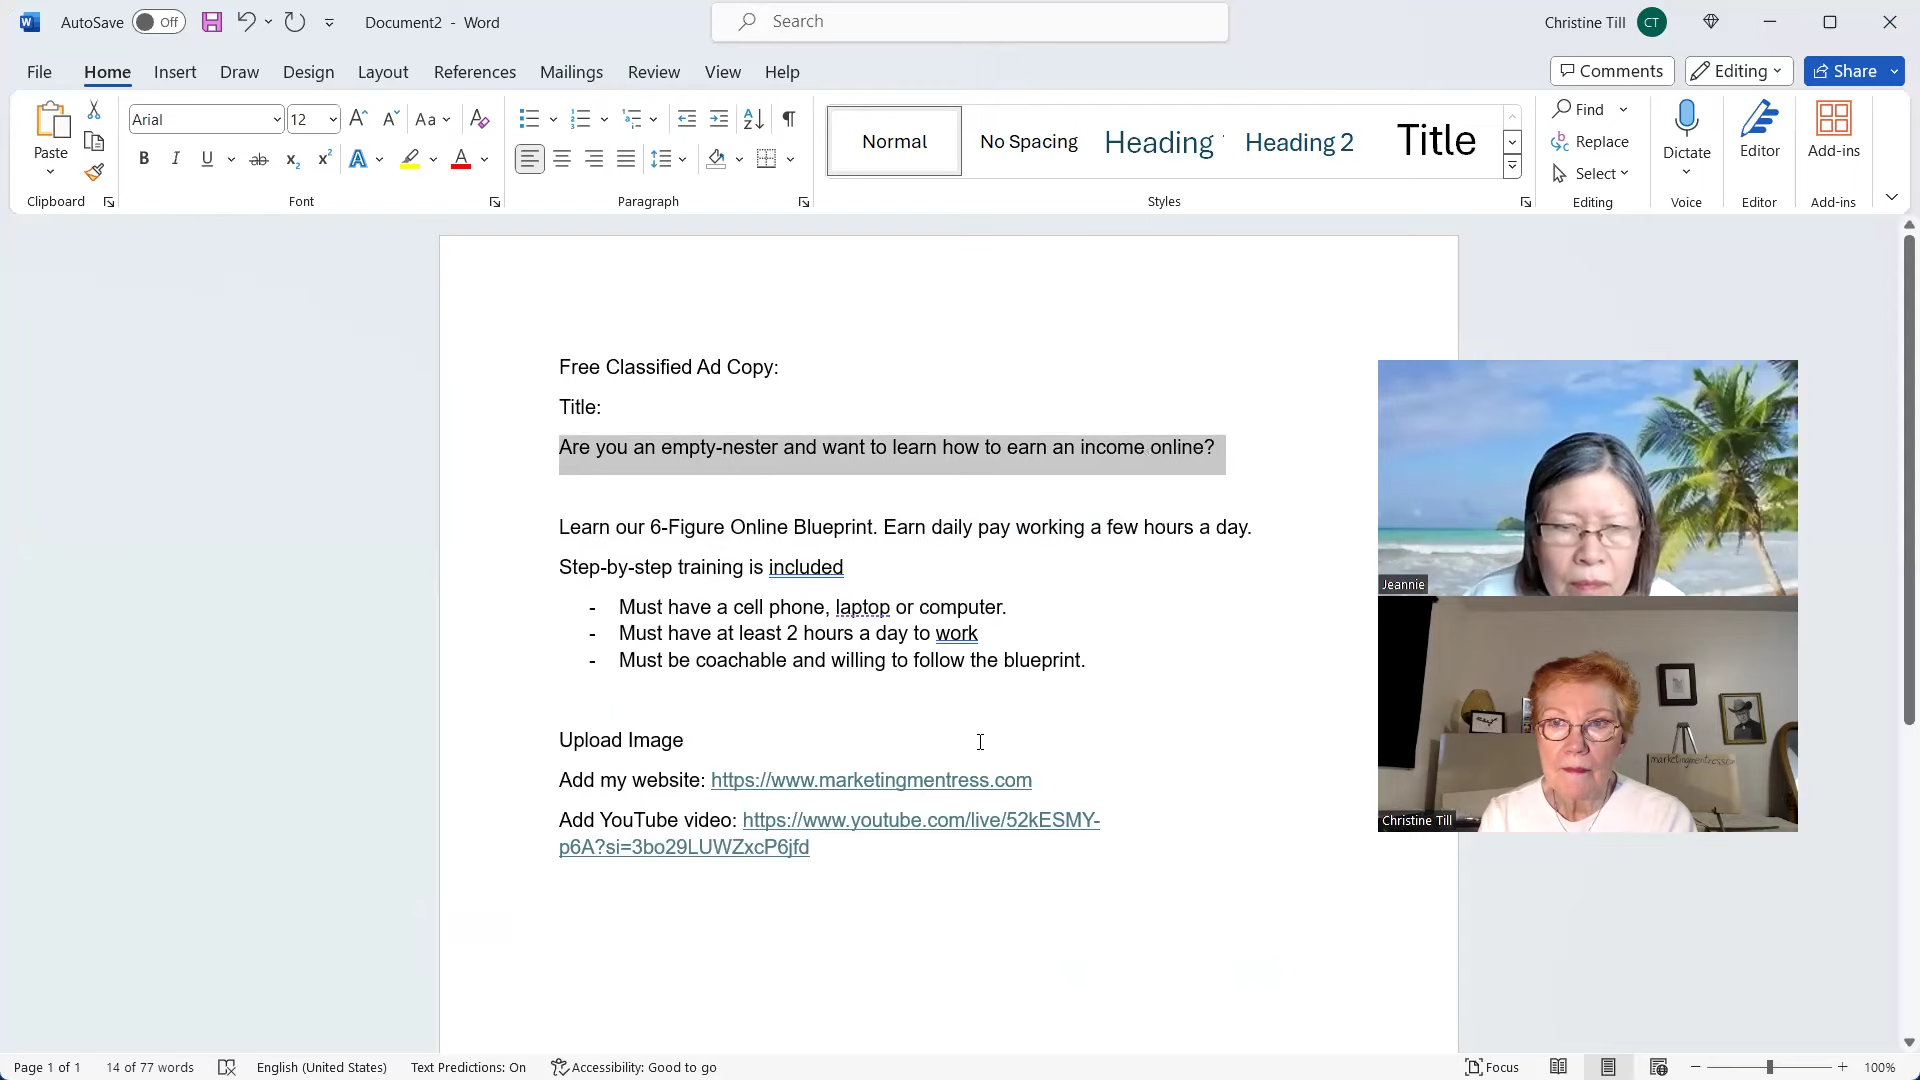 AutoSave Off Document2 - Word Search Christine Till CT
File Home Insert Draw Design Layout References Mailings Review View Help Comments Editing Share
Paste Arial 12 Aa Normal No Spacing Heading Heading 2 Title Find Replace Select Dictate Editor Add-ins
Clipboard Font Paragraph Styles Editing Voice Editor Add-ins
Free Classified Ad Copy:
Title:
Are you an empty-nester and want to learn how to earn an income online?
Learn our 6-Figure Online Blueprint. Earn daily pay working a few hours a day.
Step-by-step training is included
- Must have a cell phone, laptop or computer.
- Must have at least 2 hours a day to work
- Must be coachable and willing to follow the blueprint.
Upload Image
Add my website: https://www.marketingmentress.com
Add YouTube video: https://www.youtube.com/live/52kESMY-
p6A?si=3bo29LUWZxcP6jfd
Jeannie
marketingmentress.com
Christine Till
Page 1 of 1 14 of 77 words English (United States) Text Predictions: On Accessibility: Good to go Focus 100%